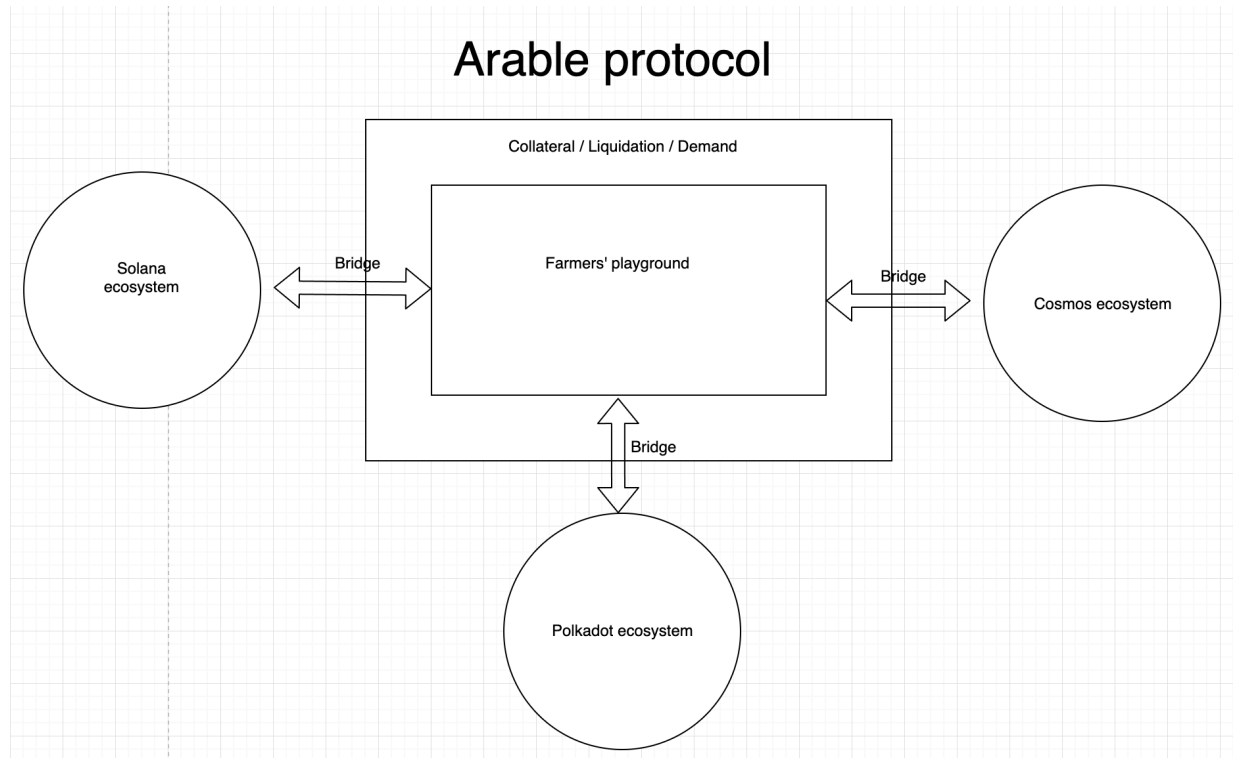 Arable protocol
Collateral / Liquidation / Demand
Solana
ecosystem
Bridge
Farmers' playground
Bridge
Cosmos ecosystem
Bridge
Polkadot ecosystem